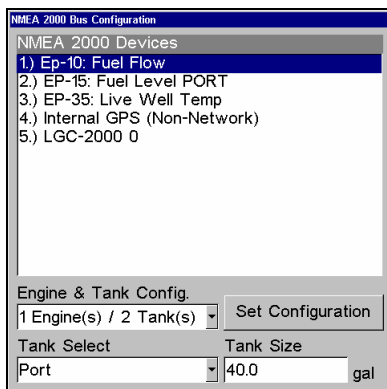 NMEA 2000 Bus Configuration
NMEA 2000 Devices
1.) Ep-10: Fuel Flow
2.) EP-15: Fuel Level PORT
3.) EP-35: Live Well Temp
4.) Internal GPS (Non-Network)
5.) LGC-2000 0
Engine & Tank Config.
1 Engine(s) / 2 Tank(s)
Set Configuration
Tank Select
Tank Size
Port
40.0
gal